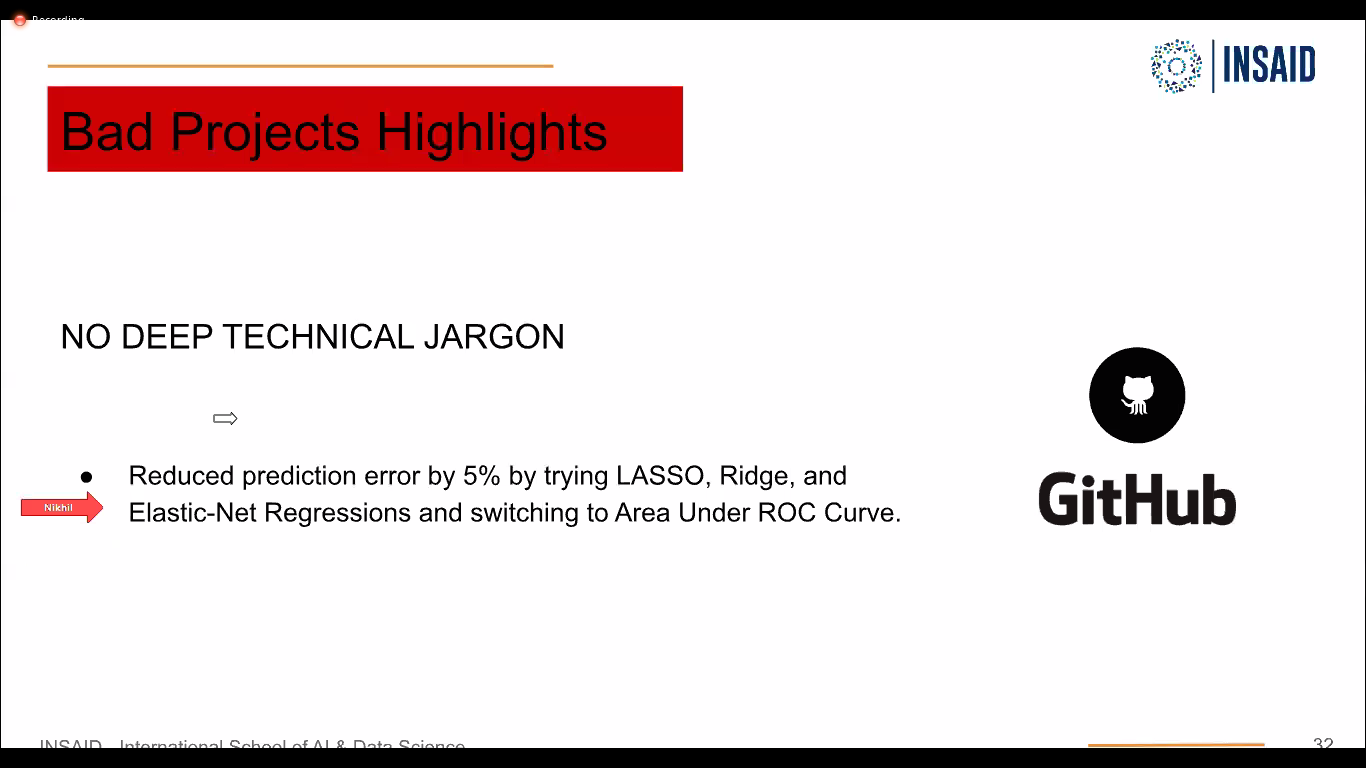 Recording
INSAID
Bad Projects Highlights
NO DEEP TECHNICAL JARGON
● Reduced prediction error by 5% by trying LASSO, Ridge, and
Nikhil
Elastic-Net Regressions and switching to Area Under ROC Curve.
GitHub
INSAID - International School of AI & Data Science
32